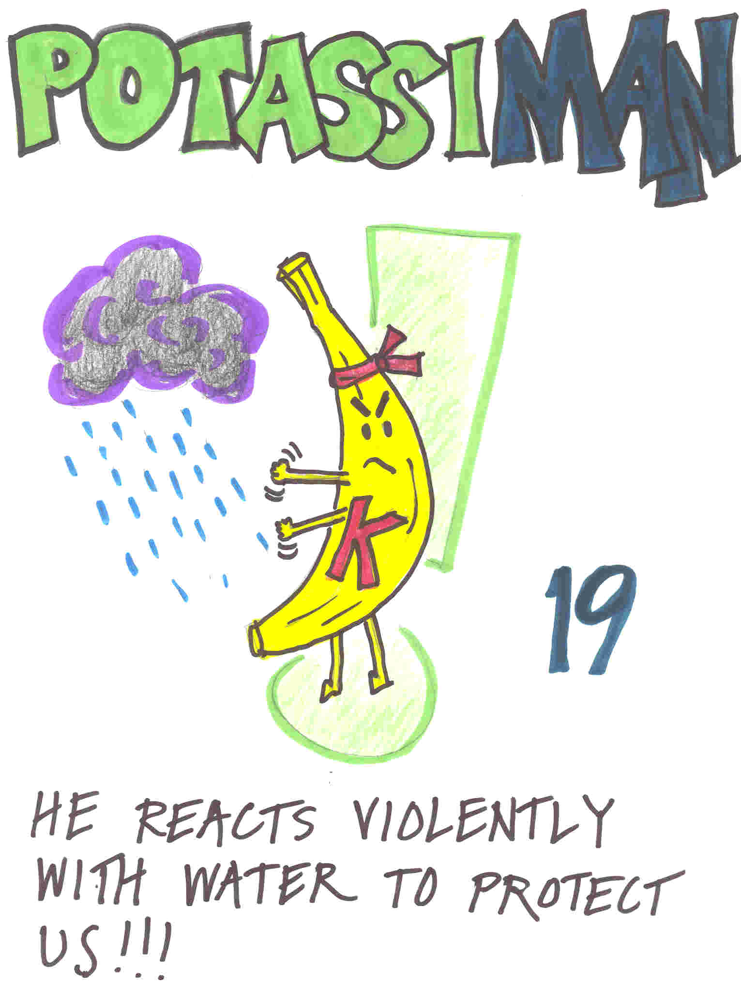 POTASSIMAN
K
19
HE REACTS VIOLENTLY
WITH WATER TO PROTECT
US!!!